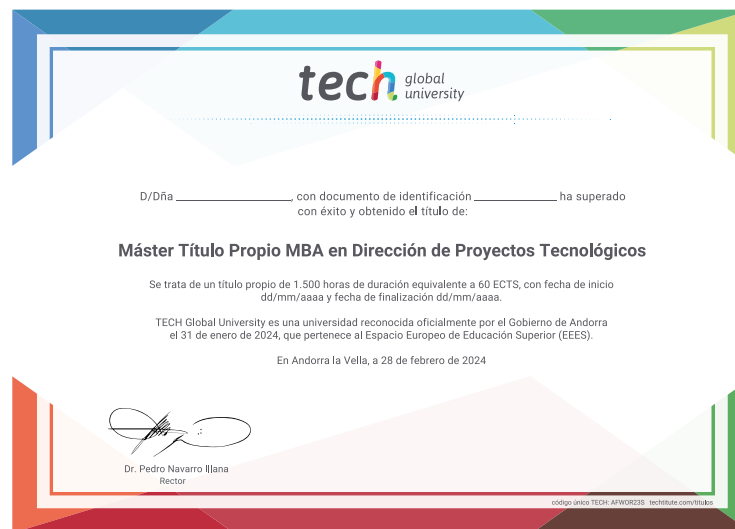 tech global
university
D/Dña ____________, con documento de identificación ____________ ha superado
con éxito y obtenido el título de:
Máster Título Propio MBA en Dirección de Proyectos Tecnológicos
Se trata de un título propio de 1.500 horas de duración equivalente a 60 ECTS, con fecha de inicio
dd/mm/aaaa y fecha de finalización dd/mm/aaaa.
TECH Global University es una universidad reconocida oficialmente por el Gobierno de Andorra
el 31 de enero de 2024, que pertenece al Espacio Europeo de Educación Superior (EEES).
En Andorra la Vella, a 28 de febrero de 2024
Dr. Pedro Navarro Illana
Rector
código único TECH: AFWOR23S techtitute.com/titulos